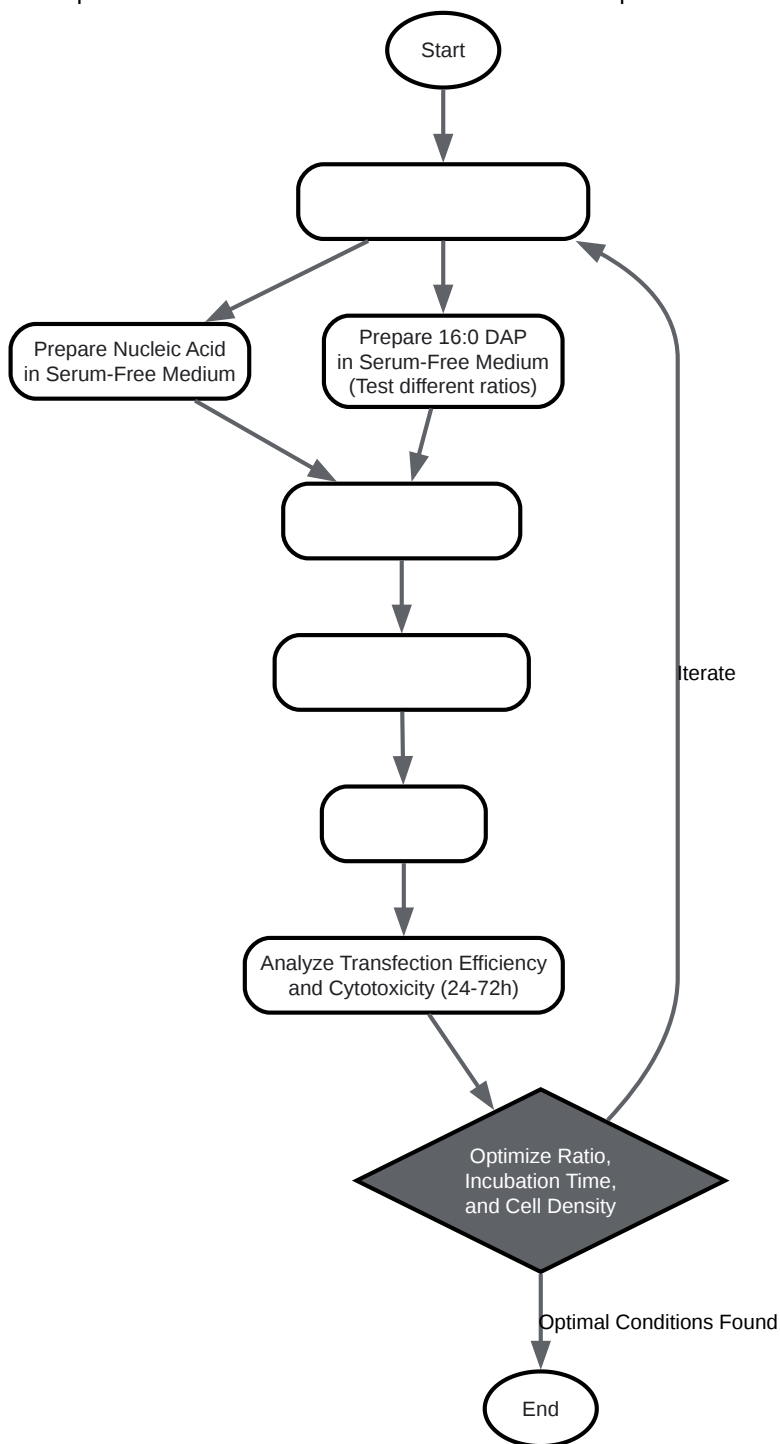 Start
Prepare Nucleic Acid
in Serum-Free Medium
Prepare 16:0 DAP
in Serum-Free Medium
(Test different ratios)
Iterate
Analyze Transfection Efficiency
and Cytotoxicity (24-72h)
Optimize Ratio,
Incubation Time,
and Cell Density
Optimal Conditions Found
End